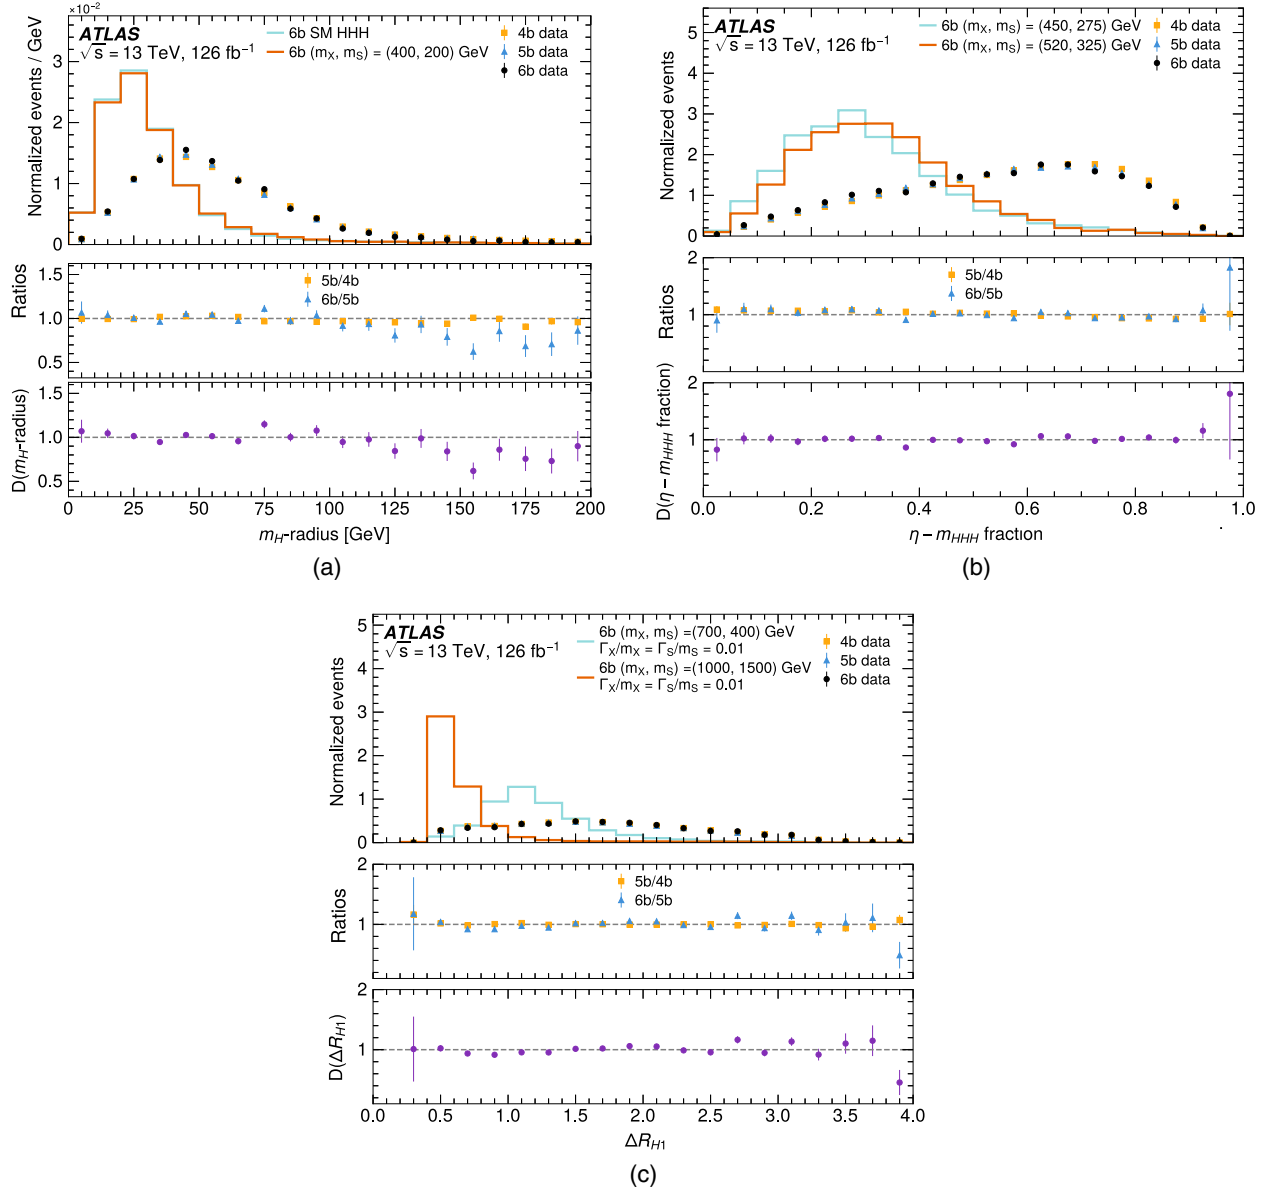 ×10⁻²
ATLAS
√s = 13 TeV, 126 fb⁻¹
6b SM HHH
6b (mX, mS) = (400, 200) GeV
4b data
5b data
6b data
Normalized events / GeV
3
2
1
0
Ratios
1.5
1.0
0.5
5b/4b
6b/5b
D(mH-radius)
1.5
1.0
0.5
0 25 50 75 100 125 150 175 200
mH-radius [GeV]
(a)
ATLAS
√s = 13 TeV, 126 fb⁻¹
6b (mX, mS) = (450, 275) GeV
6b (mX, mS) = (520, 325) GeV
4b data
5b data
6b data
Normalized events
5
4
3
2
1
0
Ratios
2
1
0
5b/4b
6b/5b
D(η − mHHH fraction)
2
1
0.0 0.2 0.4 0.6 0.8 1.0
η − mHHH fraction
(b)
ATLAS
√s = 13 TeV, 126 fb⁻¹
6b (mX, mS) =(700, 400) GeV
ΓX/mX = ΓS/mS = 0.01
6b (mX, mS) =(1000, 1500) GeV
ΓX/mX = ΓS/mS = 0.01
4b data
5b data
6b data
Normalized events
5
4
3
2
1
0
Ratios
2
1
0
5b/4b
6b/5b
D(ΔRH1)
2
1
0.0 0.5 1.0 1.5 2.0 2.5 3.0 3.5 4.0
ΔRH1
(c)